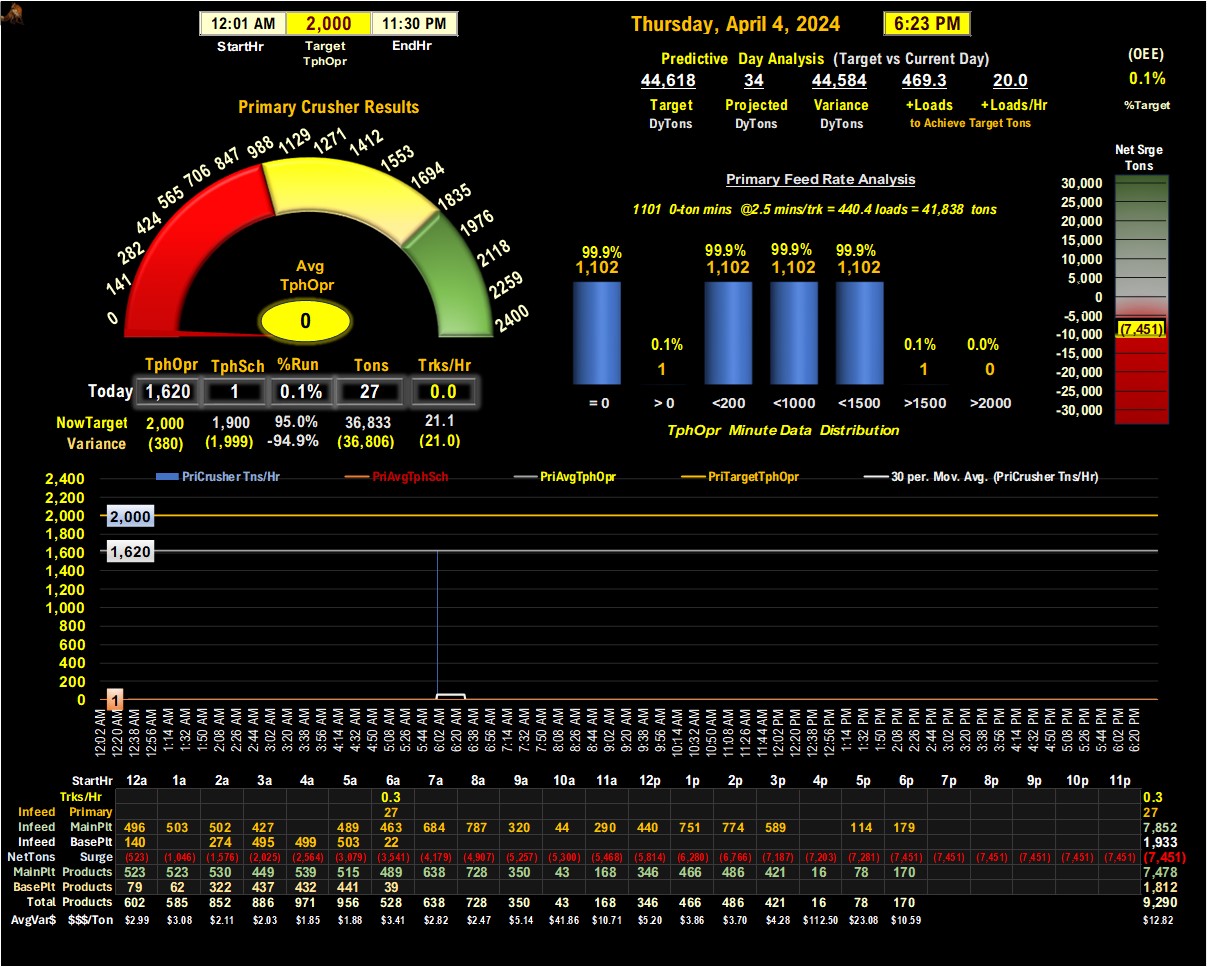 12:01 AM 2,000 11:30 PM
StartHr Target TphOpr EndHr
Thursday, April 4, 2024 6:23 PM
Predictive Day Analysis (Target vs Current Day)
44,618 34 44,584 469.3 20.0
Target Projected Variance +Loads +Loads/Hr
DyTons DyTons DyTons to Achieve Target Tons
(OEE)
0.1%
%Target
Primary Crusher Results
0 141 282 424 565 706 847 988 1129 1271 1412 1553 1694 1835 1976 2118 2259 2400
Avg
TphOpr
0
TphOpr TphSch %Run Tons Trks/Hr
Today 1,620 1 0.1% 27 0.0
NowTarget 2,000 1,900 95.0% 36,833 21.1
Variance (380) (1,999) -94.9% (36,806) (21.0)
Primary Feed Rate Analysis
1101 0-ton mins @2.5 mins/trk = 440.4 loads = 41,838 tons
99.9% 0.1% 99.9% 99.9% 99.9% 0.1% 0.0%
1,102 1 1,102 1,102 1,102 1 0
= 0 > 0 <200 <1000 <1500 >1500 >2000
TphOpr Minute Data Distribution
Net Srge
Tons
30,000
25,000
20,000
15,000
10,000
5,000
0
-5,000
(7,451)
-10,000
-15,000
-20,000
-25,000
-30,000
PriCrusher Tns/Hr PriAvgTphSch PriAvgTphOpr PriTargetTphOpr 30 per. Mov. Avg. (PriCrusher Tns/Hr)
2,400
2,200
2,000 2,000
1,800
1,600 1,620
1,400
1,200
1,000
800
600
400
200
0 1
12:02 AM 12:20 AM 12:38 AM 12:56 AM 1:14 AM 1:32 AM 1:50 AM 2:08 AM 2:26 AM 2:44 AM 3:02 AM 3:20 AM 3:38 AM 3:56 AM 4:14 AM 4:32 AM 4:50 AM 5:08 AM 5:26 AM 5:44 AM 6:02 AM 6:20 AM 6:38 AM 6:56 AM 7:14 AM 7:32 AM 7:50 AM 8:08 AM 8:26 AM 8:44 AM 9:02 AM 9:20 AM 9:38 AM 9:56 AM 10:14 AM 10:32 AM 10:50 AM 11:08 AM 11:26 AM 11:44 AM 12:02 PM 12:20 PM 12:38 PM 12:56 PM 1:14 PM 1:32 PM 1:50 PM 2:08 PM 2:26 PM 2:44 PM 3:02 PM 3:20 PM 3:38 PM 3:56 PM 4:14 PM 4:32 PM 4:50 PM 5:08 PM 5:26 PM 5:44 PM 6:02 PM 6:20 PM
StartHr 12a 1a 2a 3a 4a 5a 6a 7a 8a 9a 10a 11a 12p 1p 2p 3p 4p 5p 6p 7p 8p 9p 10p 11p
Trks/Hr 0.3 0.3
Infeed Primary 27 27
Infeed MainPlt 496 503 502 427 489 463 684 787 320 44 290 440 751 774 589 114 179 7,852
Infeed BasePlt 140 274 495 499 503 22 1,933
NetTons Surge (523) (1,046) (1,576) (2,025) (2,564) (3,079) (3,541) (4,179) (4,907) (5,257) (5,300) (5,468) (5,814) (6,280) (6,766) (7,187) (7,203) (7,281) (7,451) (7,451) (7,451) (7,451) (7,451) (7,451) (7,451)
MainPlt Products 523 523 530 449 539 515 489 638 728 350 43 168 346 466 486 421 16 78 170 7,478
BasePlt Products 79 62 322 437 432 441 39 1,812
Total Products 602 585 852 886 971 956 528 638 728 350 43 168 346 466 486 421 16 78 170 9,290
AvgVar$ $$$/Ton $2.99 $3.08 $2.11 $2.03 $1.85 $1.88 $3.41 $2.82 $2.47 $5.14 $41.86 $10.71 $5.20 $3.86 $3.70 $4.28 $112.50 $23.08 $10.59 $12.82